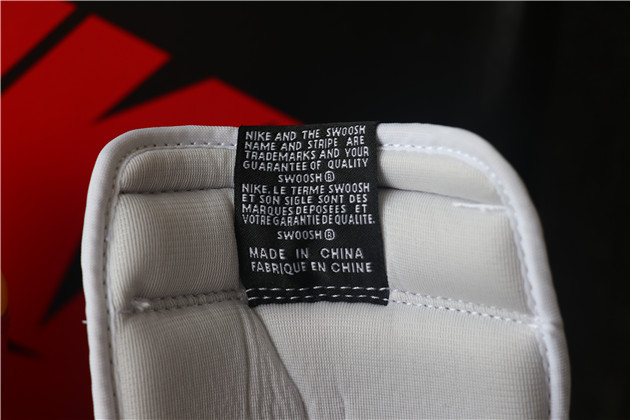 NIKE AND THE SWOOSH
NAME AND STRIPE ARE
TRADEMARKS AND YOUR
GUARANTEE OF QUALITY
SWOOSH®
NIKE. LE TERME SWOOSH
ET SON SIGLE SONT DES
MARQUES DEPOSEES ET
VOTRE GARANTIE DE QUALITE.
SWOOSH®
MADE IN CHINA
FABRIQUE EN CHINE